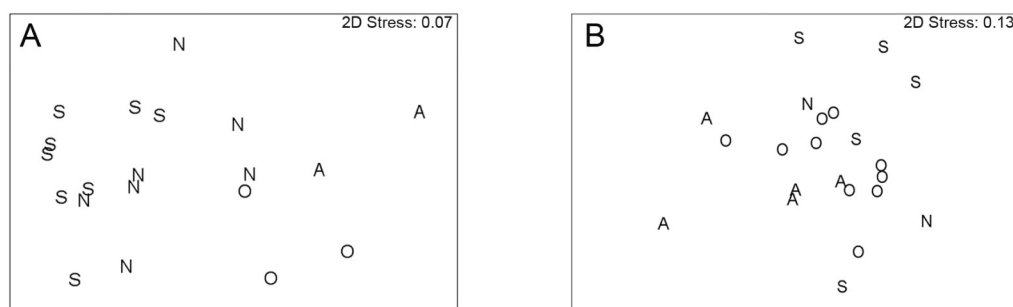 A 2D Stress: 0.07
N
S S S N A
S
S
N N A
S N O
S N
O
N
S O
B 2D Stress: 0.13
S S
S
N
A O O
O O S
O
O
A A O
A O O
A N
O
S